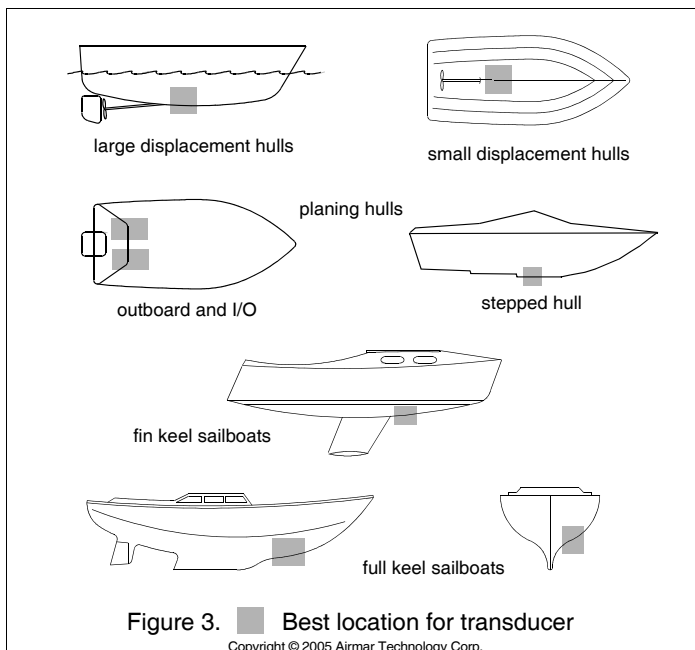 large displacement hulls
small displacement hulls
planing hulls
outboard and I/O
stepped hull
fin keel sailboats
full keel sailboats
Figure 3. Best location for transducer
Copyright © 2005 Airmar Technology Corp.